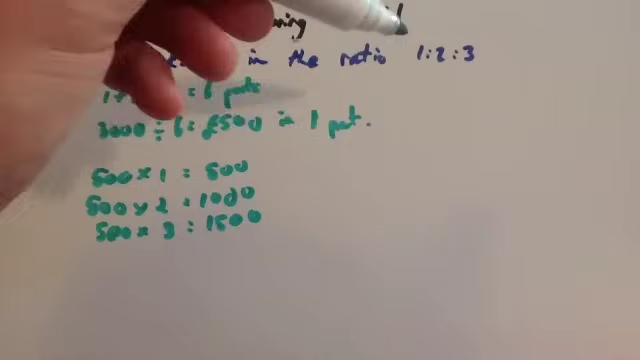 in the ratio 1:2:3
= 6 parts
3000 ÷ 6 = £500 in 1 part.
500 x 1 = 500
500 x 2 = 1000
500 x 3 = 1500